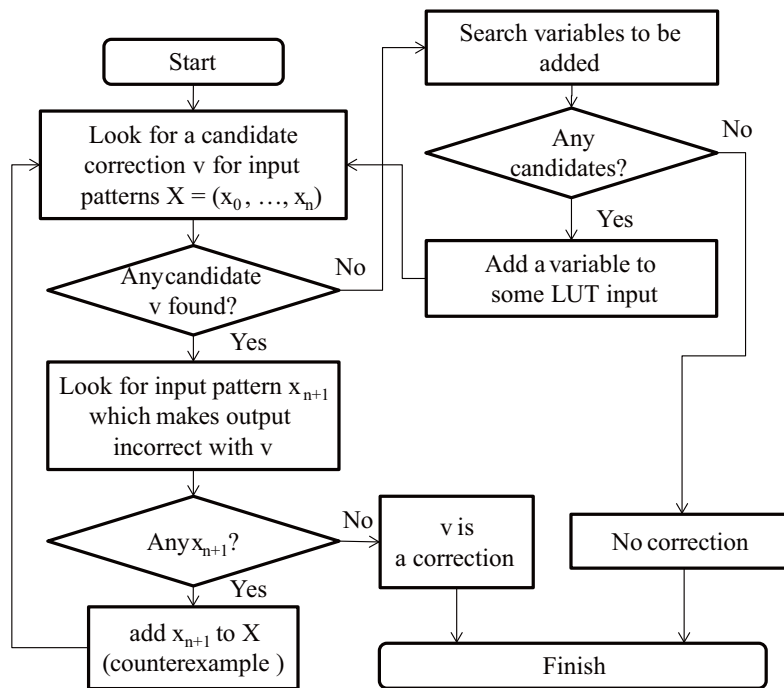 Start
Look for a candidate
correction v for input
patterns X = (x₀, …, xₙ)
Any candidate
v found?
No
Yes
Look for input pattern xₙ₊₁
which makes output
incorrect with v
Any xₙ₊₁?
No
Yes
add xₙ₊₁ to X
(counterexample )
v is
a correction
Search variables to be
added
Any
candidates?
No
Yes
Add a variable to
some LUT input
No correction
Finish